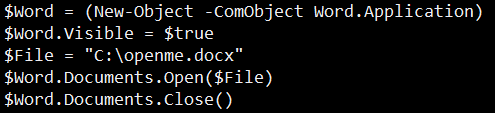 $Word = (New-Object -ComObject Word.Application)
$Word.Visible = $true
$File = "C:\openme.docx"
$Word.Documents.Open($File)
$Word.Documents.Close()